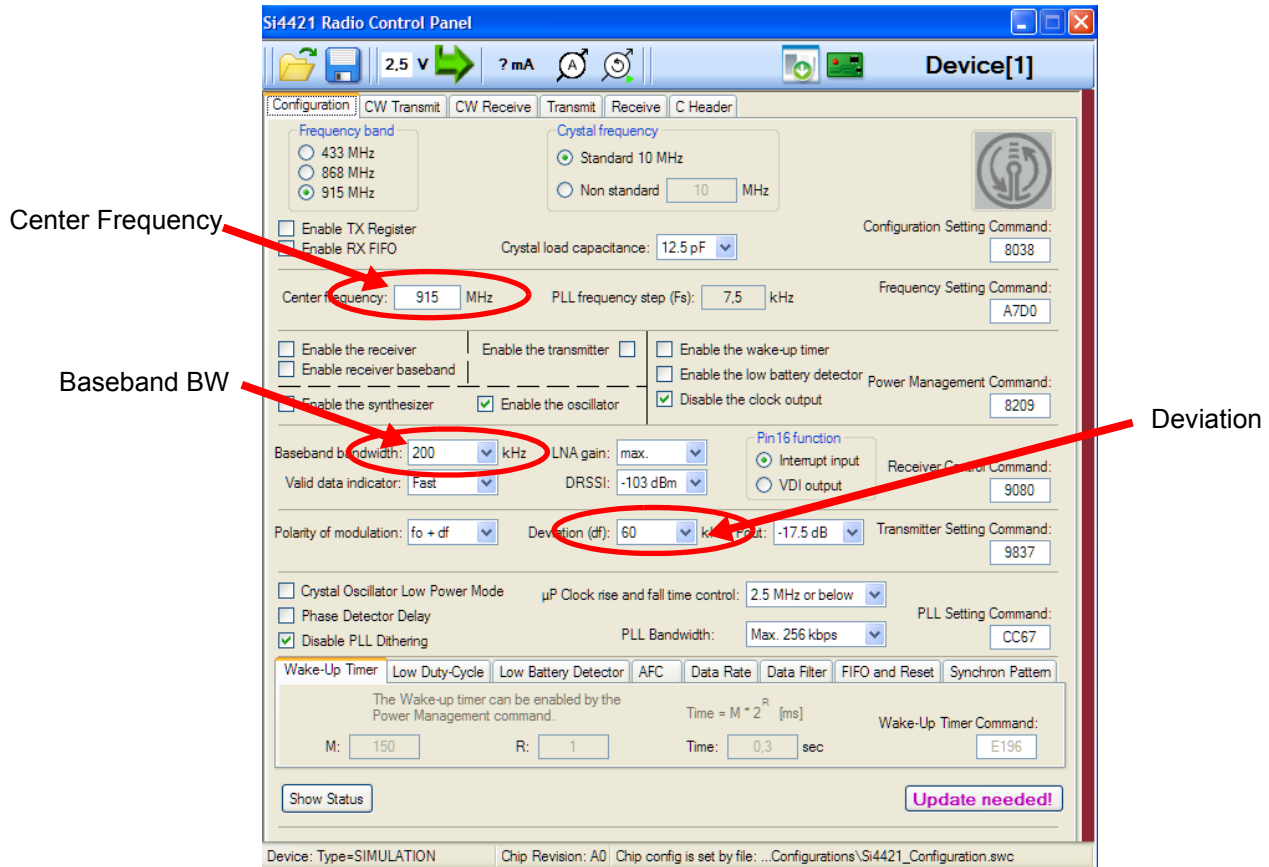 Si4421 Radio Control Panel
2,5 V ? mA A Device[1]
Configuration CW Transmit CW Receive Transmit Receive C Header
Frequency band
433 MHz
868 MHz
915 MHz
Crystal frequency
Standard 10 MHz
Non standard 10 MHz
Center Frequency
Enable TX Register
Enable RX FIFO
Crystal load capacitance: 12.5 pF
Configuration Setting Command:
8038
Center frequency: 915 MHz
PLL frequency step (Fs): 7,5 kHz
Frequency Setting Command:
A7D0
Enable the receiver
Enable receiver baseband
Enable the transmitter
Enable the synthesizer
Enable the oscillator
Enable the wake-up timer
Enable the low battery detector
Disable the clock output
Power Management Command:
8209
Baseband BW
Deviation
Baseband bandwidth: 200 kHz
LNA gain: max.
Valid data indicator: Fast
DRSSI: -103 dBm
Pin16 function
Interrupt input
VDI output
Receiver Control Command:
9080
Polarity of modulation: fo + df
Deviation (df): 60
Pout: -17.5 dB
Transmitter Setting Command:
9837
Crystal Oscillator Low Power Mode
Phase Detector Delay
Disable PLL Dithering
µP Clock rise and fall time control: 2.5 MHz or below
PLL Bandwidth: Max. 256 kbps
PLL Setting Command:
CC67
Wake-Up Timer Low Duty-Cycle Low Battery Detector AFC Data Rate Data Filter FIFO and Reset Synchron Pattern
The Wake-up timer can be enabled by the
Power Management command.
Time = M * 2^R [ms]
Wake-Up Timer Command:
M: 150 R: 1 Time: 0,3 sec E196
Show Status
Update needed!
Device: Type=SIMULATION Chip Revision: A0 Chip config is set by file: ...Configurations\Si4421_Configuration.swc